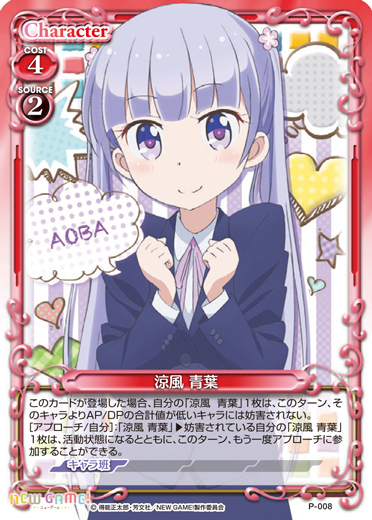 Character
COST
4
SOURCE
2
AOBA
涼風 青葉
このカードが登場した場合、自分の「涼風 青葉」1枚は、このターン、そ
のキャラよりAP/DPの合計値が低いキャラには妨害されない。
[アプローチ/自分]:「涼風 青葉」▶妨害されている自分の「涼風 青葉」
1枚は、活動状態になるとともに、このターン、もう一度アプローチに参
加することができる。
キャラ班
NEW GAME!
ニューゲーム!
© 得能正太郎・芳文社/NEW GAME!製作委員会
P-008